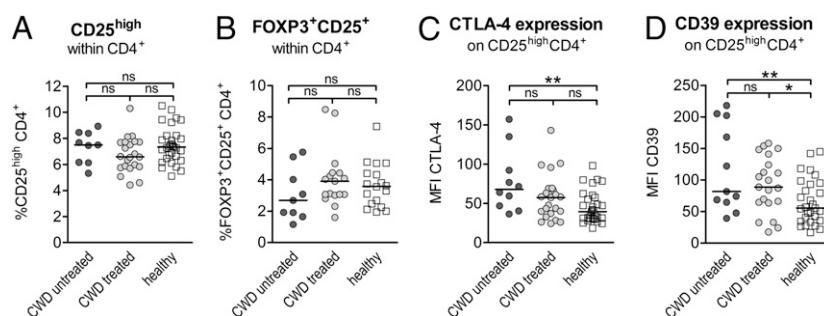 A
CD25high
within CD4+
ns
ns
ns
%CD25high CD4+
12
10
8
6
4
2
0
CWD untreated
CWD treated
healthy
B
FOXP3+CD25+
within CD4+
ns
ns
ns
%FOXP3+CD25+ CD4+
10
8
6
4
2
0
CWD untreated
CWD treated
healthy
C
CTLA-4 expression
on CD25highCD4+
**
ns
ns
MFI CTLA-4
200
150
100
50
0
CWD untreated
CWD treated
healthy
D
CD39 expression
on CD25highCD4+
**
ns
*
MFI CD39
250
200
150
100
50
0
CWD untreated
CWD treated
healthy